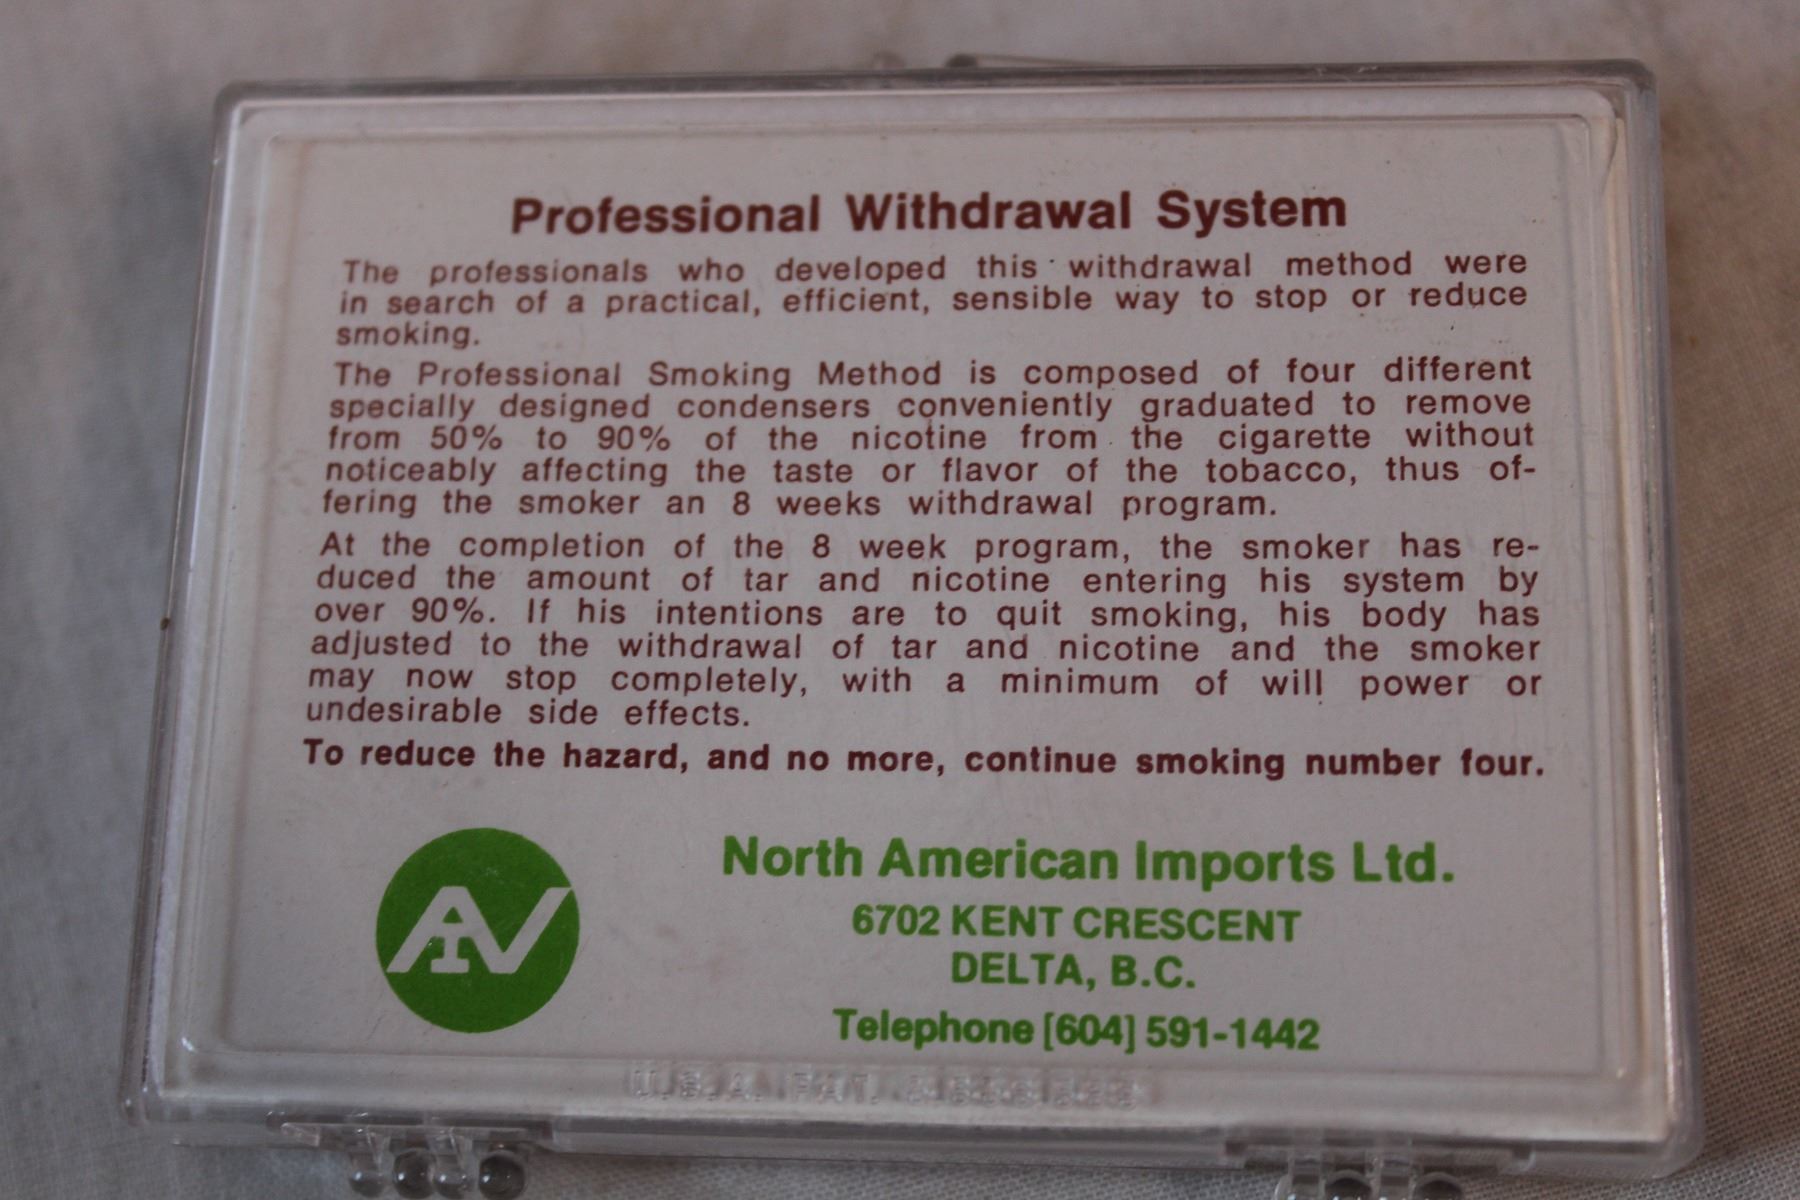 Professional Withdrawal System
The professionals who developed this withdrawal method were
in search of a practical, efficient, sensible way to stop or reduce
smoking.
The Professional Smoking Method is composed of four different
specially designed condensers conveniently graduated to remove
from 50% to 90% of the nicotine from the cigarette without
noticeably affecting the taste or flavor of the tobacco, thus of-
fering the smoker an 8 weeks withdrawal program.
At the completion of the 8 week program, the smoker has re-
duced the amount of tar and nicotine entering his system by
over 90%. If his intentions are to quit smoking, his body has
adjusted to the withdrawal of tar and nicotine and the smoker
may now stop completely, with a minimum of will power or
undesirable side effects.
To reduce the hazard, and no more, continue smoking number four.
North American Imports Ltd.
6702 KENT CRESCENT
DELTA, B.C.
Telephone [604] 591-1442
U.S.A. PAT.